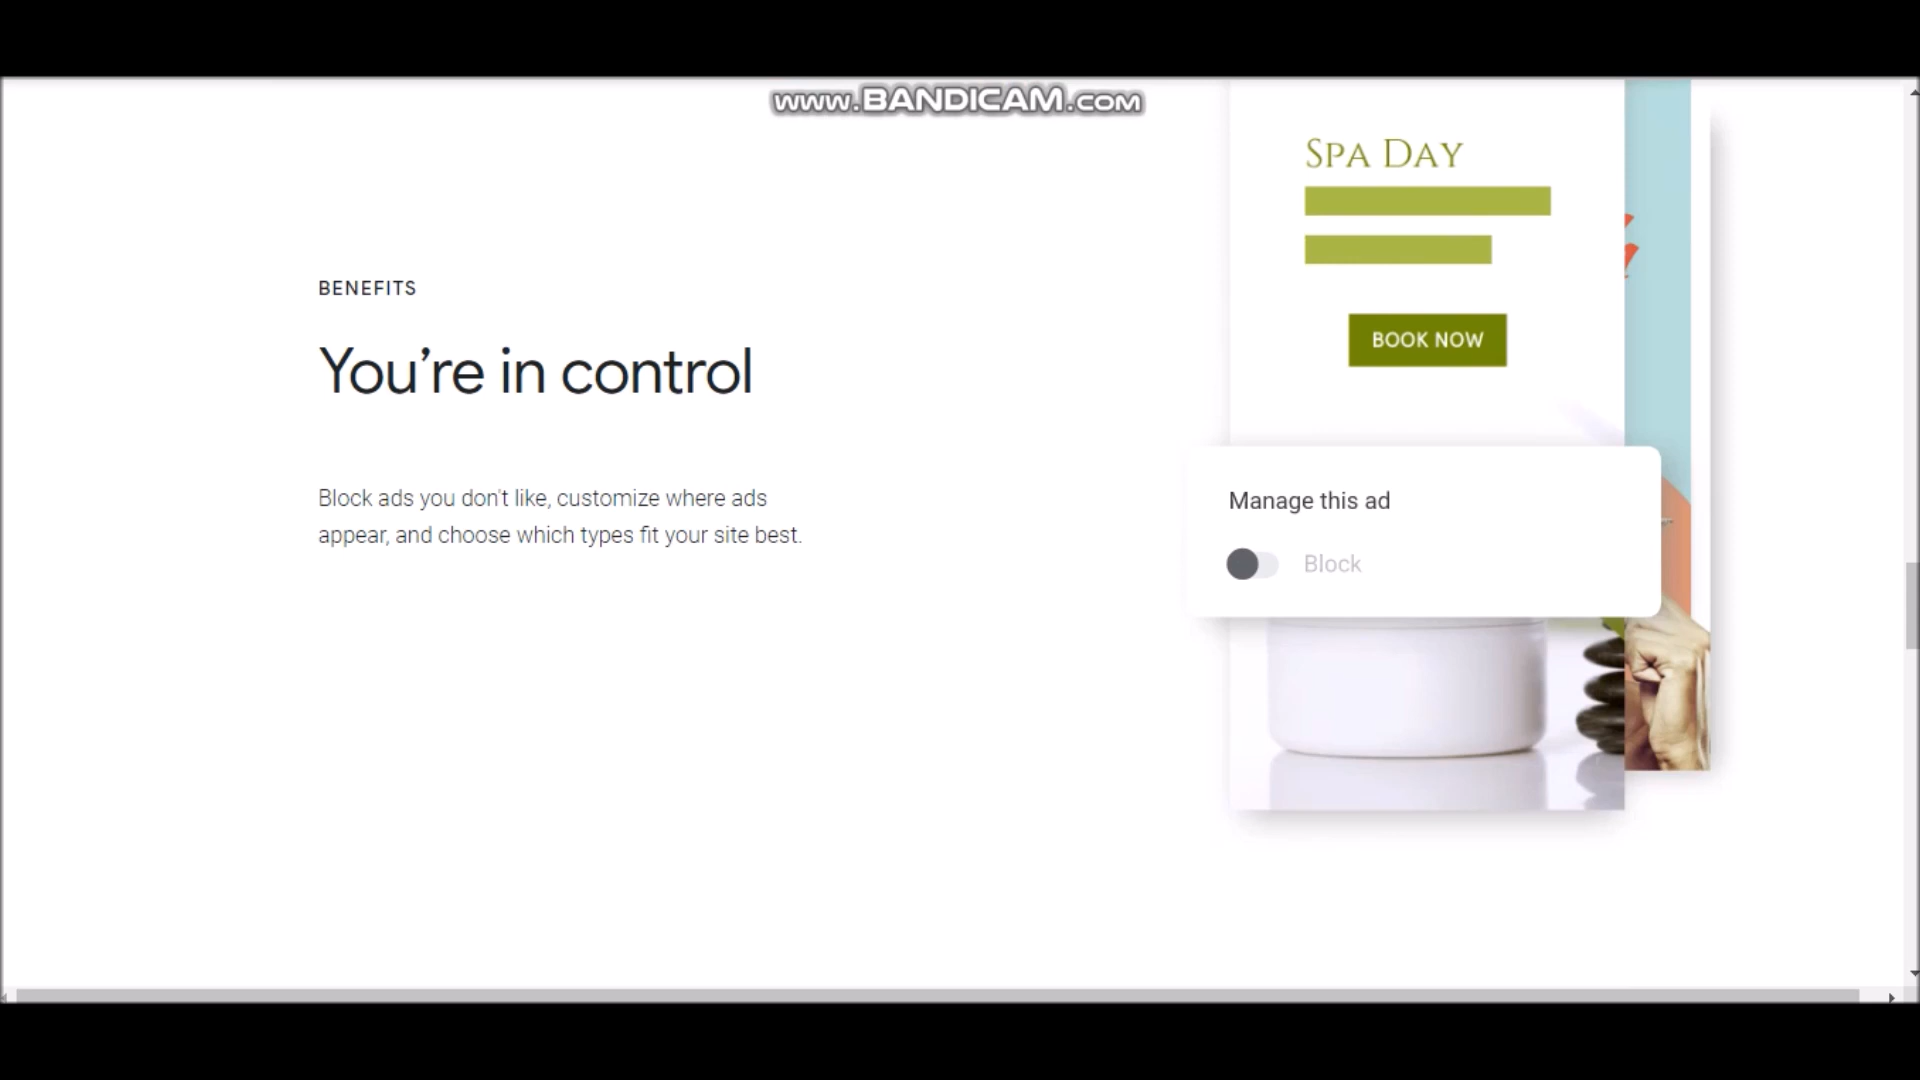 www.BANDICAM.com
SPA DAY
BENEFITS
BOOK NOW
You’re in control
Block ads you don't like, customize where ads
appear, and choose which types fit your site best.
Manage this ad
Block